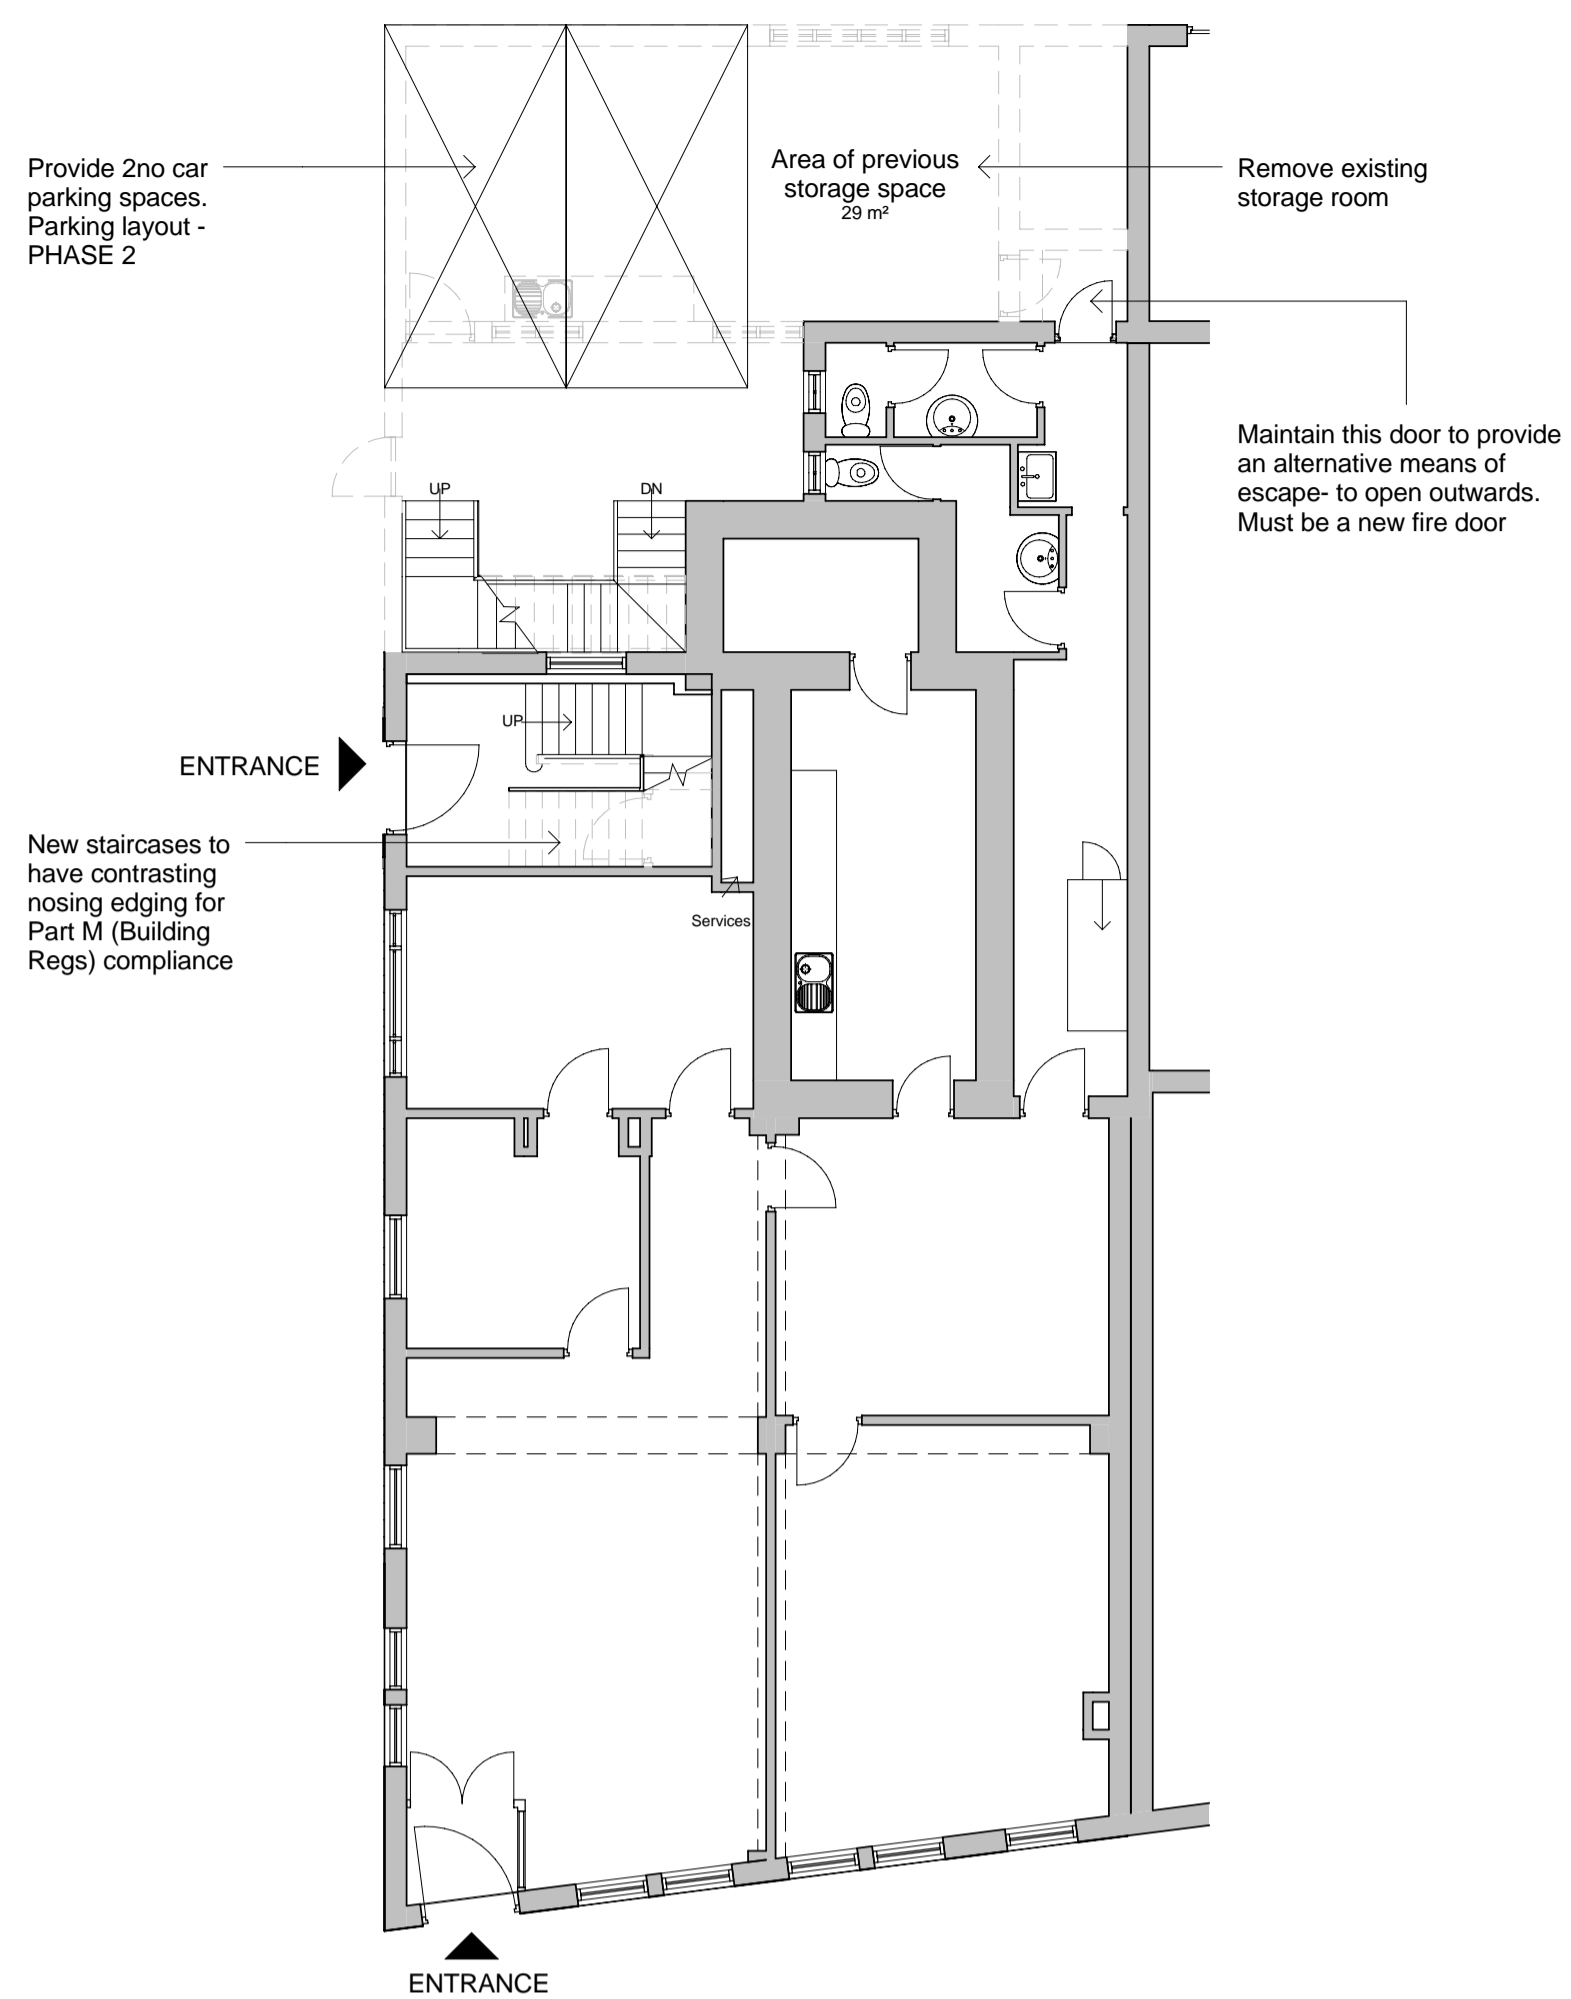 Provide 2no car
parking spaces.
Parking layout -
PHASE 2
Area of previous
storage space
29 m²
Remove existing
storage room
Maintain this door to provide
an alternative means of
escape- to open outwards.
Must be a new fire door
UP
DN
UP
ENTRANCE
New staircases to
have contrasting
nosing edging for
Part M (Building
Regs) compliance
Services
ENTRANCE